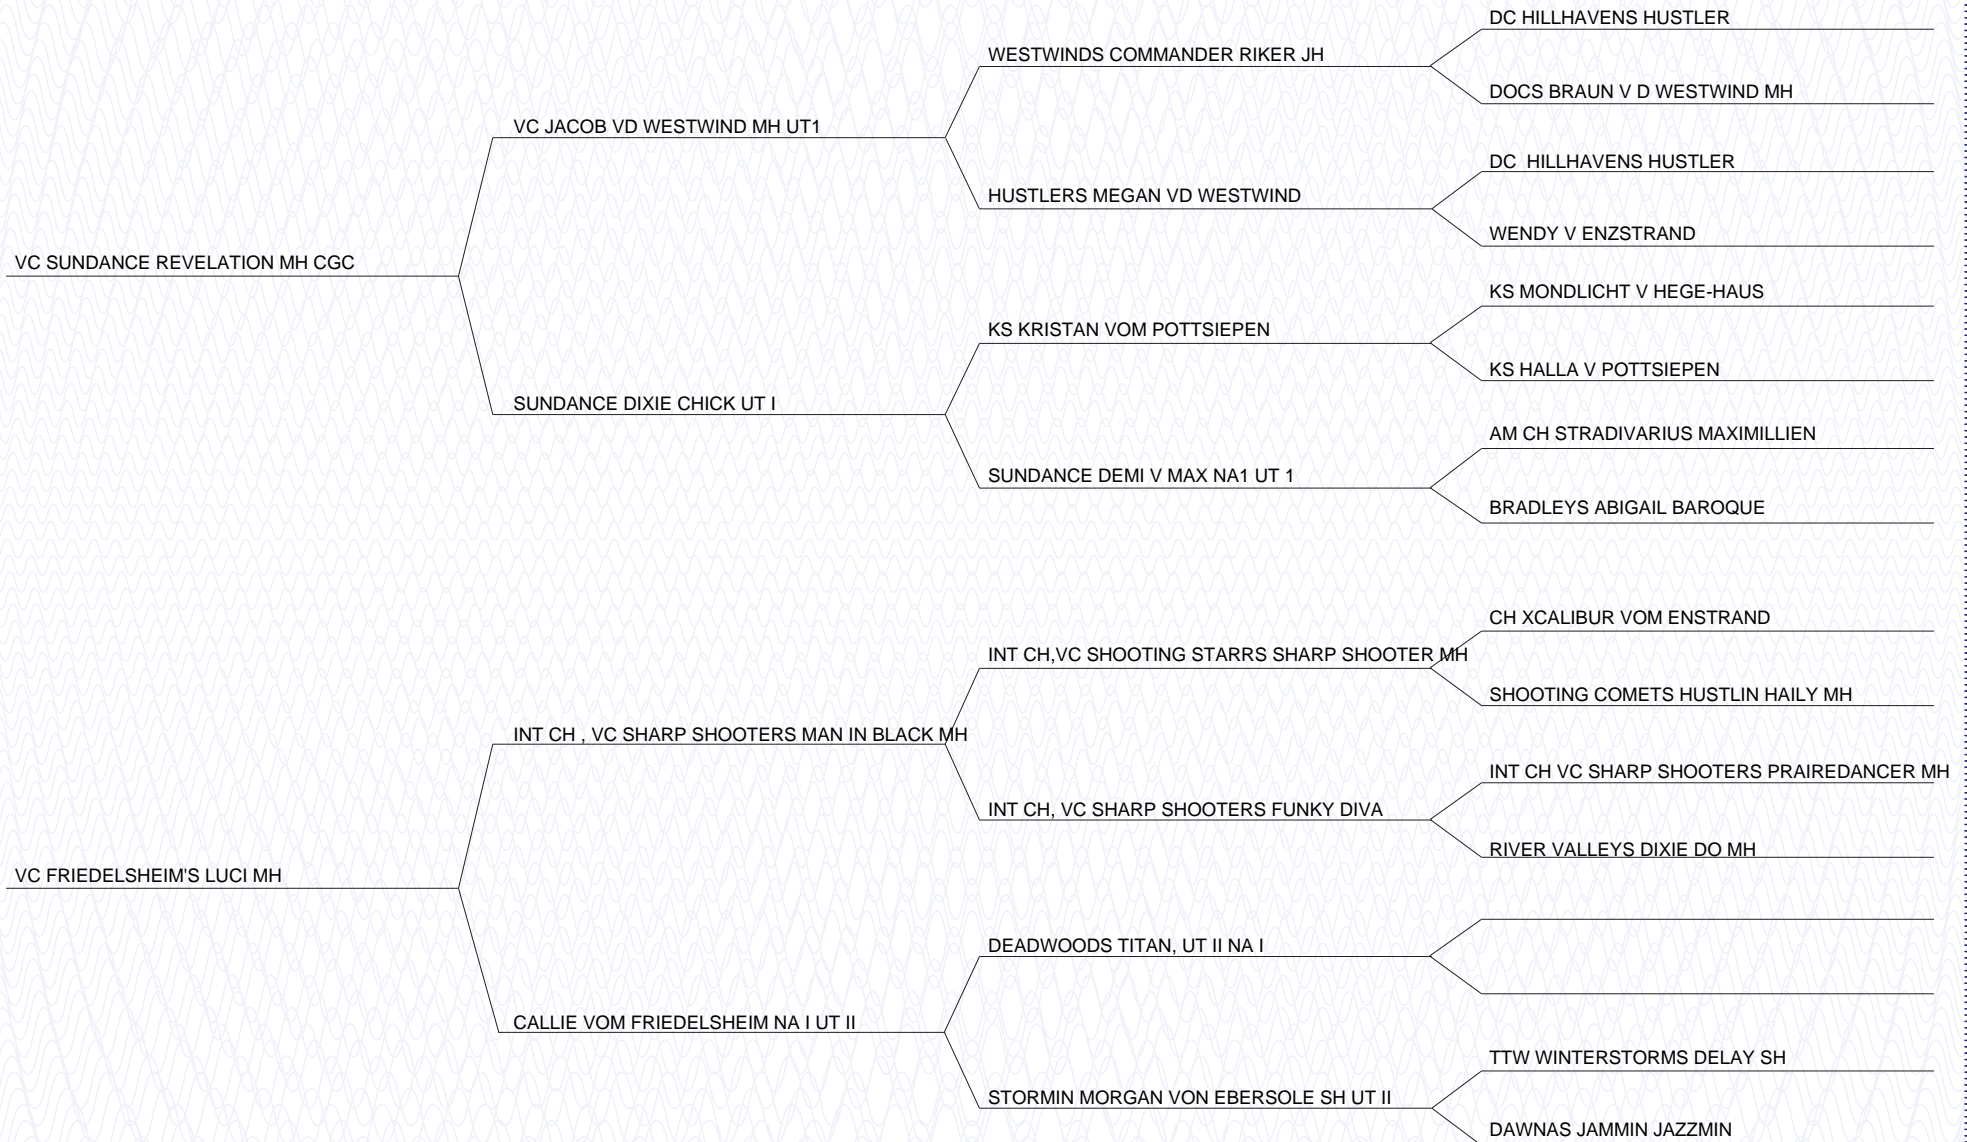 DC HILLHAVENS HUSTLER
WESTWINDS COMMANDER RIKER JH
DOCS BRAUN V D WESTWIND MH
VC JACOB VD WESTWIND MH UT1
DC  HILLHAVENS HUSTLER
HUSTLERS MEGAN VD WESTWIND
WENDY V ENZSTRAND
VC SUNDANCE REVELATION MH CGC
KS MONDLICHT V HEGE-HAUS
KS KRISTAN VOM POTTSIEPEN
KS HALLA V POTTSIEPEN
SUNDANCE DIXIE CHICK UT I
AM CH STRADIVARIUS MAXIMILLIEN
SUNDANCE DEMI V MAX NA1 UT 1
BRADLEYS ABIGAIL BAROQUE
CH XCALIBUR VOM ENSTRAND
INT CH,VC SHOOTING STARRS SHARP SHOOTER MH
SHOOTING COMETS HUSTLIN HAILY MH
INT CH , VC SHARP SHOOTERS MAN IN BLACK MH
INT CH VC SHARP SHOOTERS PRAIREDANCER MH
INT CH, VC SHARP SHOOTERS FUNKY DIVA
RIVER VALLEYS DIXIE DO MH
VC FRIEDELSHEIM'S LUCI MH
DEADWOODS TITAN, UT II NA I
CALLIE VOM FRIEDELSHEIM NA I UT II
TTW WINTERSTORMS DELAY SH
STORMIN MORGAN VON EBERSOLE SH UT II
DAWNAS JAMMIN JAZZMIN